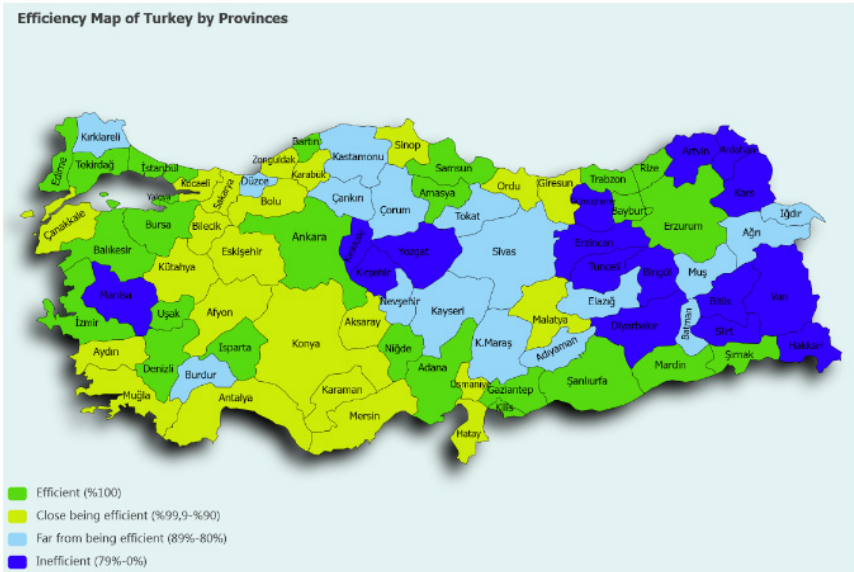 Efficiency Map of Turkey by Provinces
Kırklareli
Edirne
Tekirdağ
İstanbul
Yalova
Kocaeli
Sakarya
Düzce
Zonguldak
Bartın
Karabük
Bolu
Kastamonu
Sinop
Çankırı
Çorum
Samsun
Amasya
Tokat
Ordu
Giresun
Trabzon
Rize
Artvin
Ardahan
Kars
Gümüşhane
Bayburt
Erzurum
Iğdır
Ağrı
Çanakkale
Balıkesir
Bursa
Bilecik
Eskişehir
Ankara
Kırıkkale
Kırşehir
Yozgat
Sivas
Erzincan
Tunceli
Bingöl
Muş
Kütahya
Manisa
Uşak
Afyon
İzmir
Aydın
Denizli
Isparta
Burdur
Muğla
Antalya
Konya
Aksaray
Nevşehir
Kayseri
Niğde
Karaman
Mersin
Adana
K.Maraş
Osmaniye
Hatay
Malatya
Adıyaman
Elazığ
Diyarbakır
Batman
Bitlis
Siirt
Van
Hakkari
Şırnak
Mardin
Şanlıurfa
Gaziantep
Kilis
Efficient (%100)
Close being efficient (%99,9-%90)
Far from being efficient (89%-80%)
Inefficient (79%-0%)